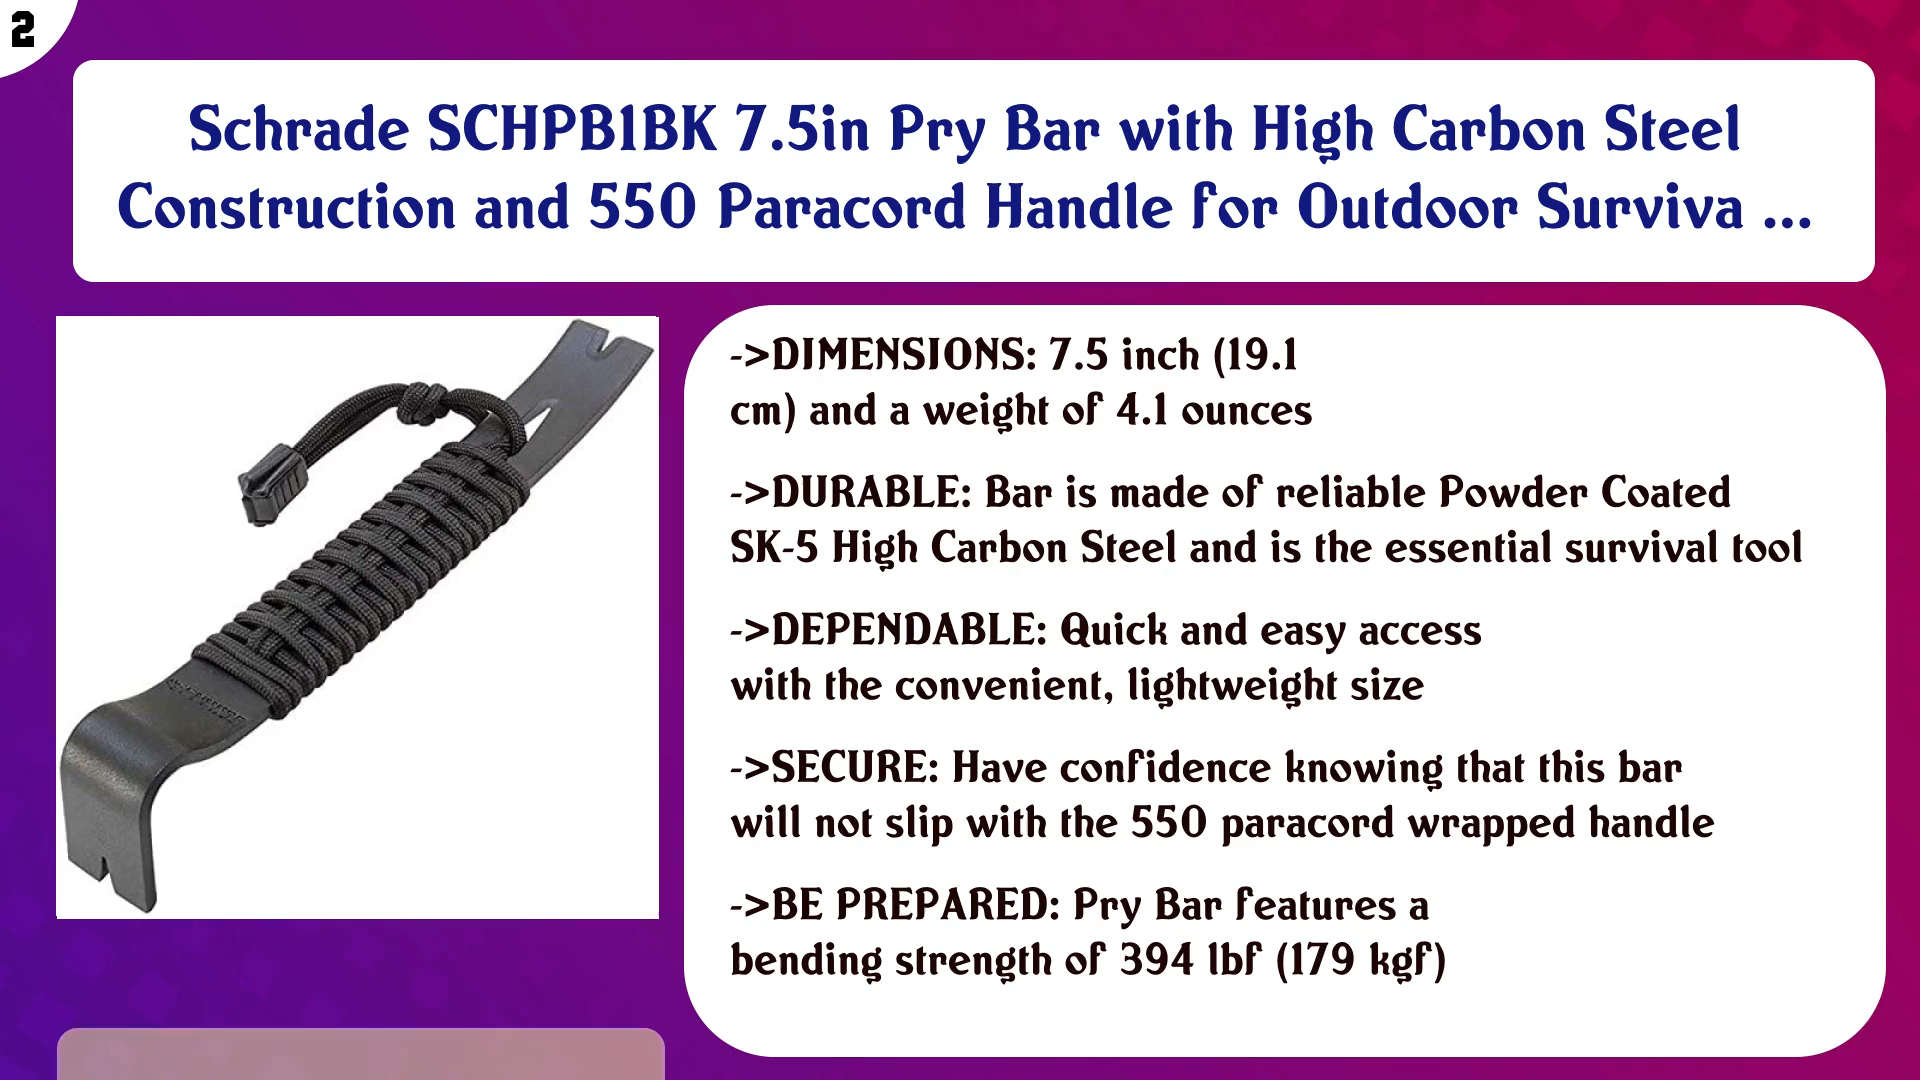 2
Schrade SCHPB1BK 7.5in Pry Bar with High Carbon Steel
Construction and 550 Paracord Handle for Outdoor Surviva ...
->DIMENSIONS: 7.5 inch (19.1
cm) and a weight of 4.1 ounces
->DURABLE: Bar is made of reliable Powder Coated
SK-5 High Carbon Steel and is the essential survival tool
->DEPENDABLE: Quick and easy access
with the convenient, lightweight size
->SECURE: Have confidence knowing that this bar
will not slip with the 550 paracord wrapped handle
->BE PREPARED: Pry Bar features a
bending strength of 394 lbf (179 kgf)